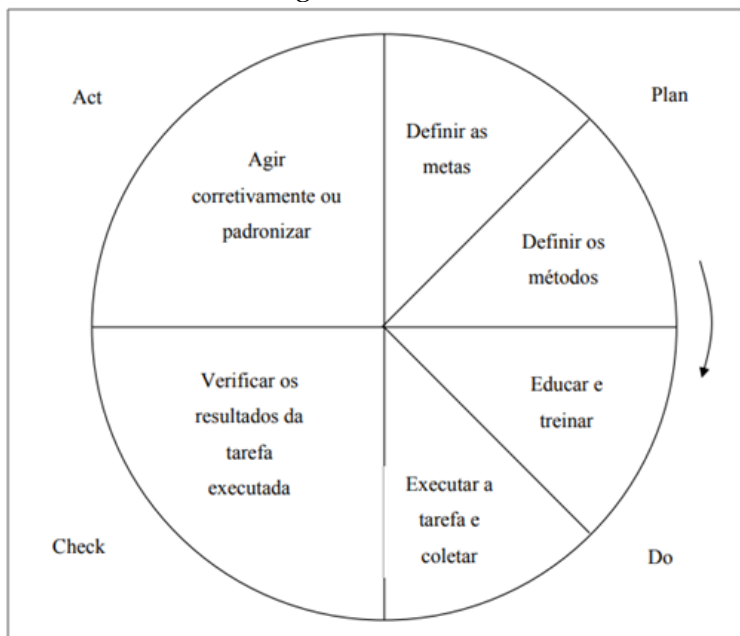 Act
Plan
Definir as
metas
Agir
corretivamente ou
padronizar
Definir os
métodos
Verificar os
resultados da
tarefa
executada
Educar e
treinar
Executar a
tarefa e
coletar
Check
Do